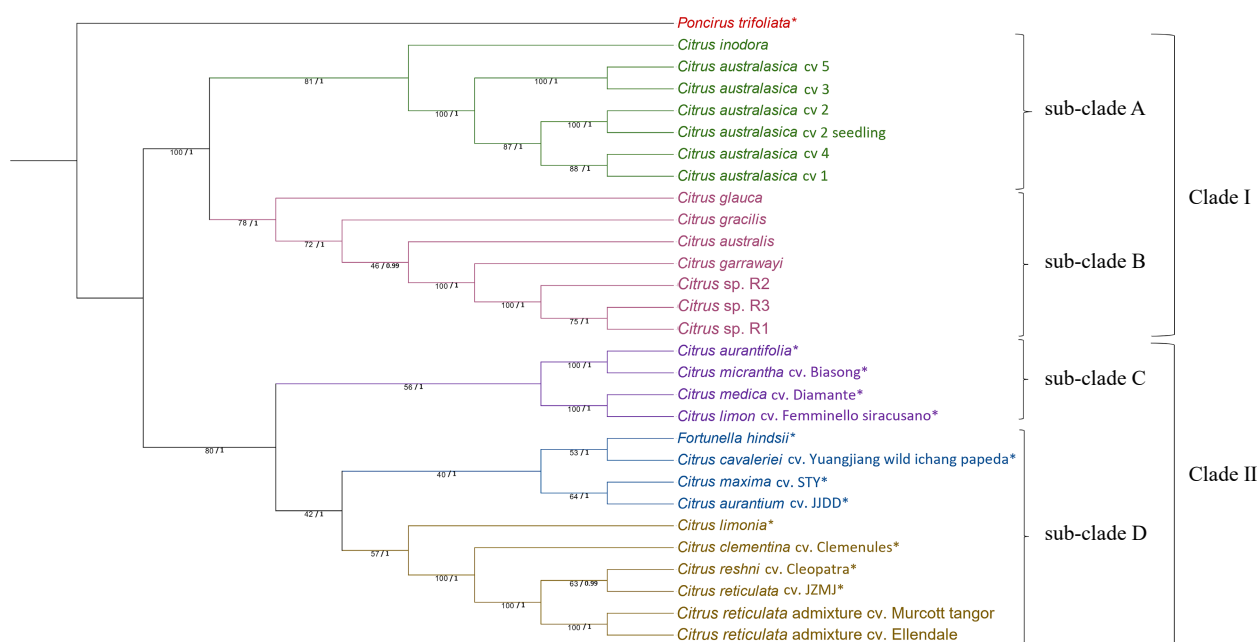 Poncirus trifoliata*
Citrus inodora
81 / 1
Citrus australasica cv 5
100 / 1
Citrus australasica cv 3
sub-clade A
100 / 1
Citrus australasica cv 2
100 / 1
Citrus australasica cv 2 seedling
87 / 1
100 / 1
Citrus australasica cv 4
88 / 1
Citrus australasica cv 1
Citrus glauca
Clade I
78 / 1
Citrus gracilis
72 / 1
Citrus australis
46 / 0.99
Citrus garrawayi
sub-clade B
100 / 1
Citrus sp. R2
100 / 1
Citrus sp. R3
75 / 1
Citrus sp. R1
Citrus aurantifolia*
100 / 1
Citrus micrantha cv. Biasong*
56 / 1
sub-clade C
Citrus medica cv. Diamante*
100 / 1
Citrus limon cv. Femminello siracusano*
Fortunella hindsii*
80 / 1
53 / 1
Citrus cavaleriei cv. Yuangjiang wild ichang papeda*
40 / 1
Clade II
Citrus maxima cv. STY*
64 / 1
Citrus aurantium cv. JJDD*
42 / 1
Citrus limonia*
sub-clade D
57 / 1
Citrus clementina cv. Clemenules*
100 / 1
Citrus reshni cv. Cleopatra*
63 / 0.99
Citrus reticulata cv. JZMJ*
100 / 1
Citrus reticulata admixture cv. Murcott tangor
100 / 1
Citrus reticulata admixture cv. Ellendale